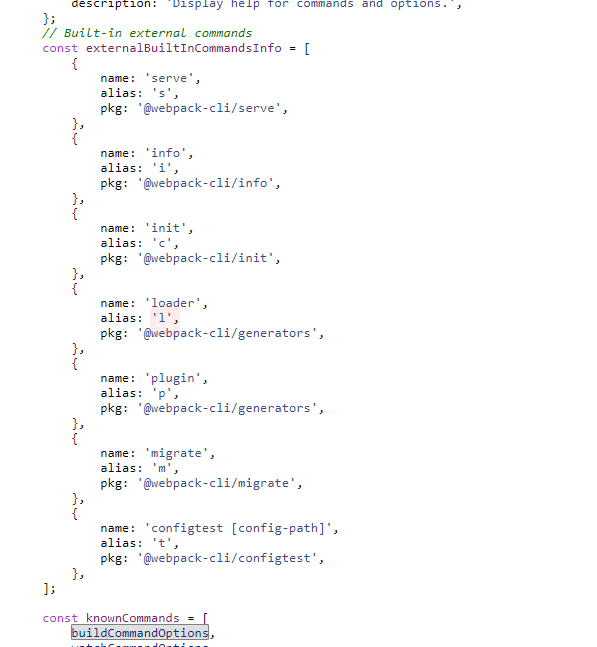 description: 'Display help for commands and options.',
};
// Built-in external commands
const externalBuiltInCommandsInfo = [
{
name: 'serve',
alias: 's',
pkg: '@webpack-cli/serve',
},
{
name: 'info',
alias: 'i',
pkg: '@webpack-cli/info',
},
{
name: 'init',
alias: 'c',
pkg: '@webpack-cli/init',
},
{
name: 'loader',
alias: 'l',
pkg: '@webpack-cli/generators',
},
{
name: 'plugin',
alias: 'p',
pkg: '@webpack-cli/generators',
},
{
name: 'migrate',
alias: 'm',
pkg: '@webpack-cli/migrate',
},
{
name: 'configtest [config-path]',
alias: 't',
pkg: '@webpack-cli/configtest',
},
];
const knownCommands = [
buildCommandOptions,